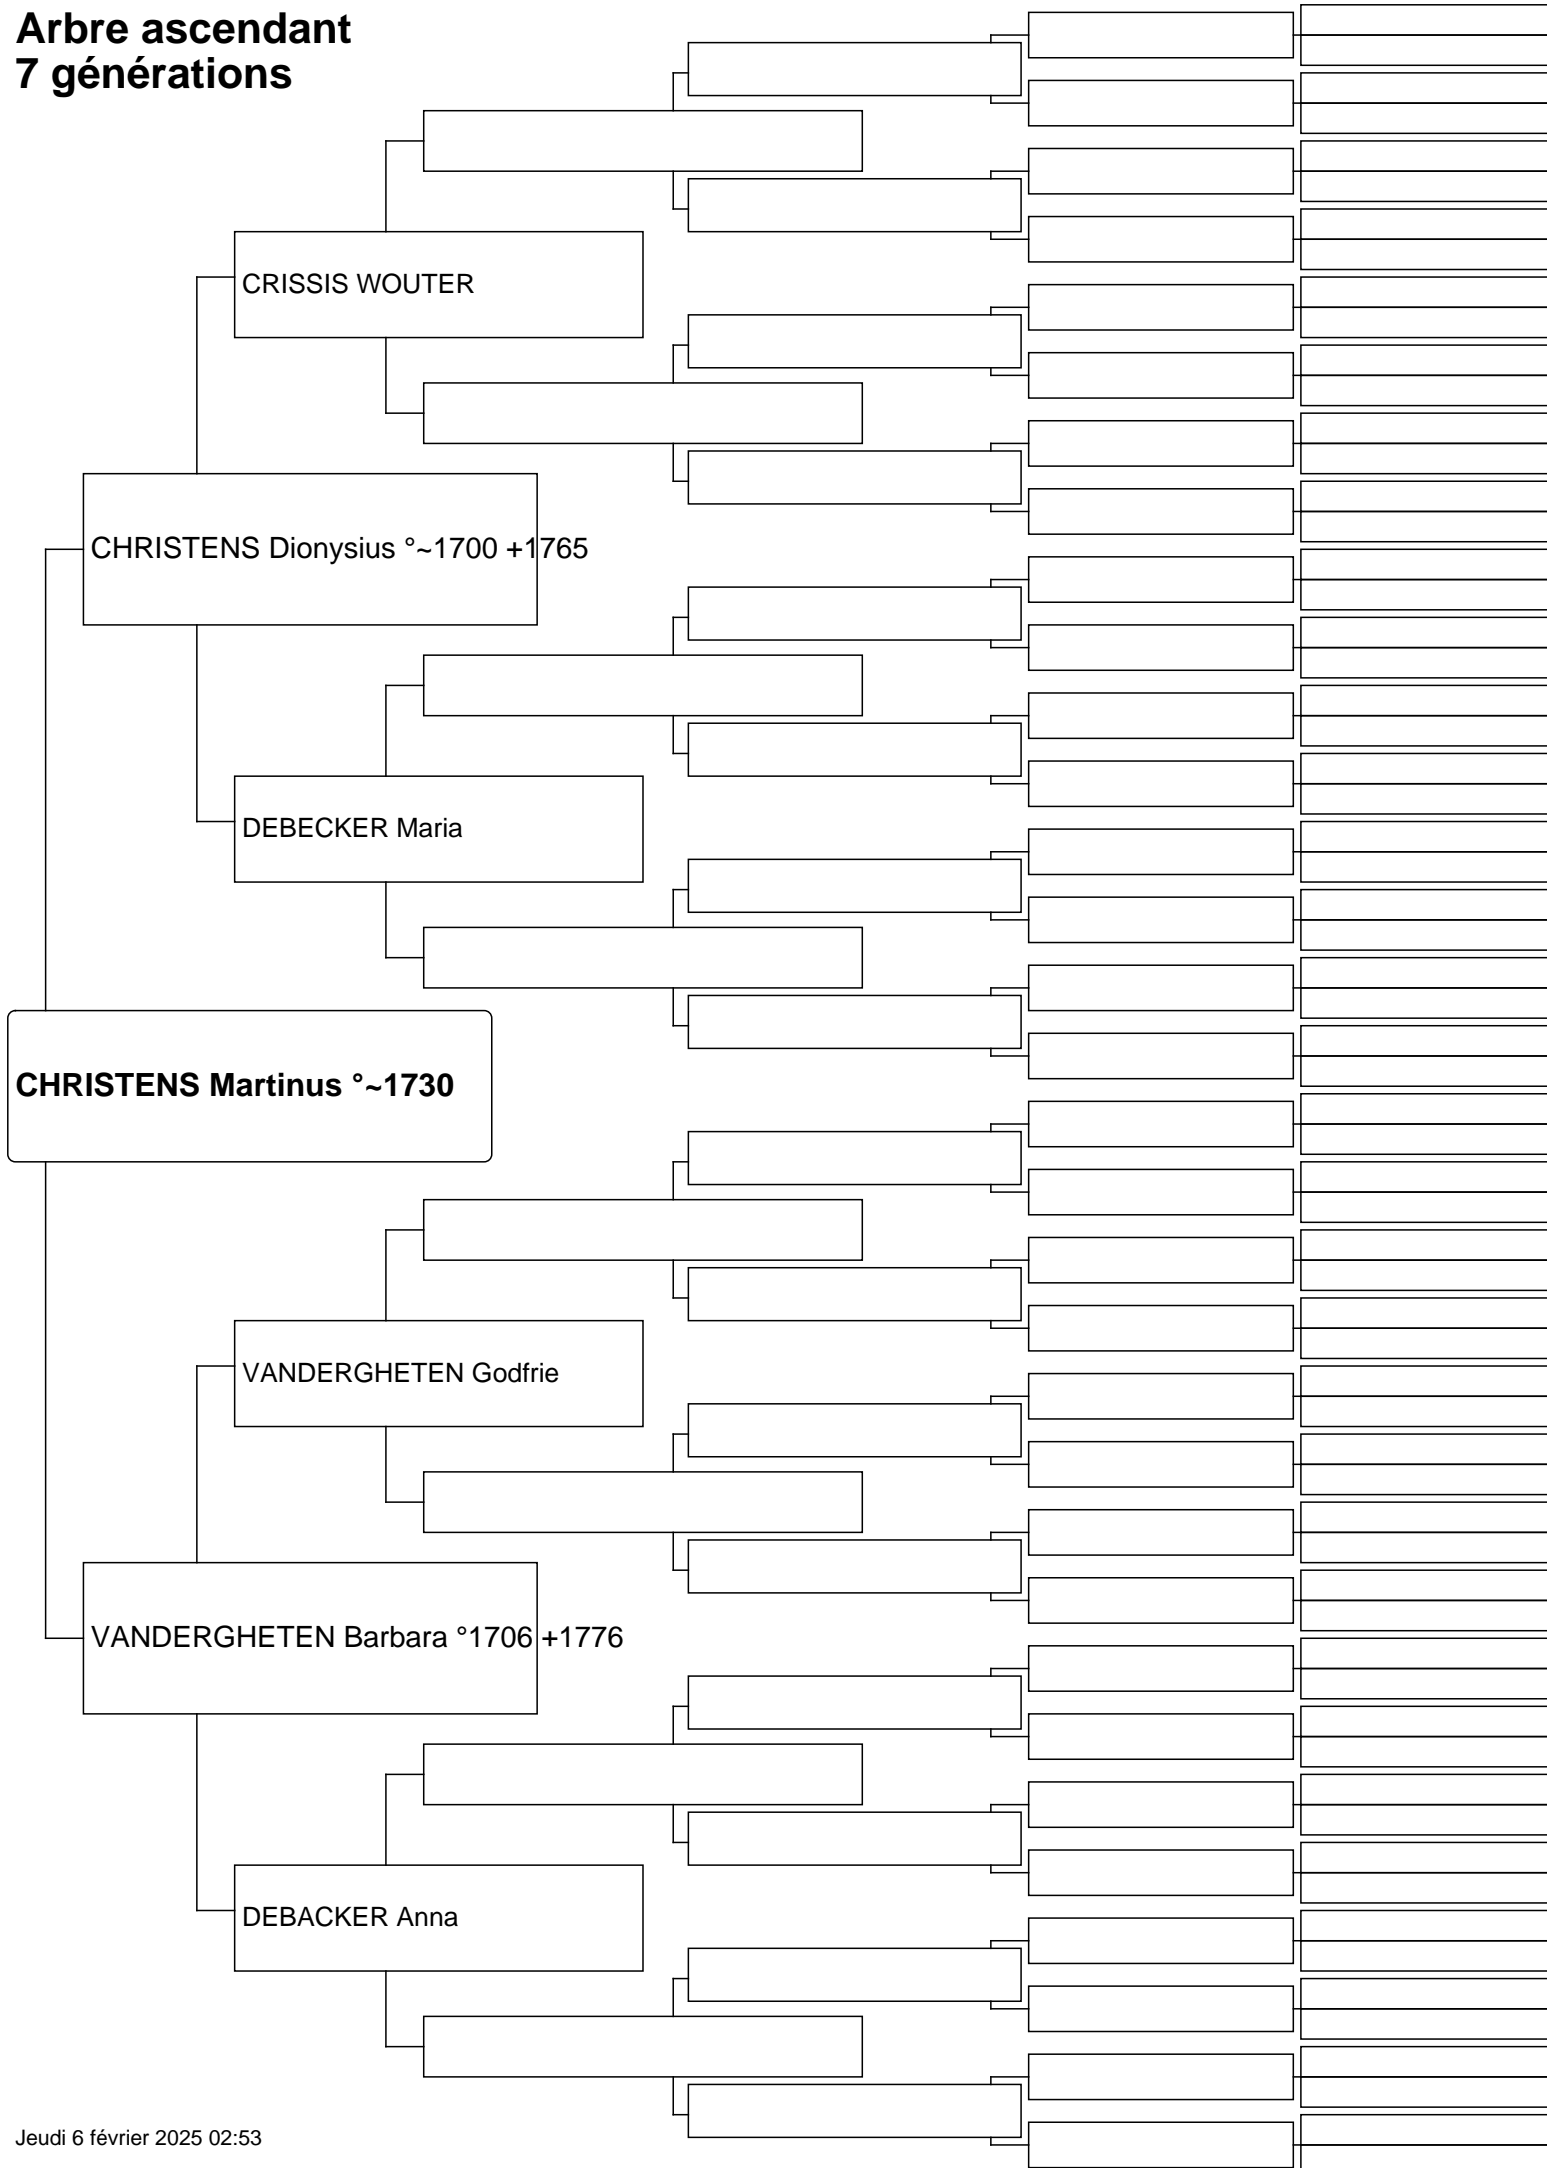 Arbre ascendant
7 générations
CRISSIS WOUTER
CHRISTENS Dionysius °~1700 +1765
DEBECKER Maria
CHRISTENS Martinus °~1730
VANDERGHETEN Godfrie
VANDERGHETEN Barbara °1706 +1776
DEBACKER Anna
Jeudi 6 février 2025 02:53